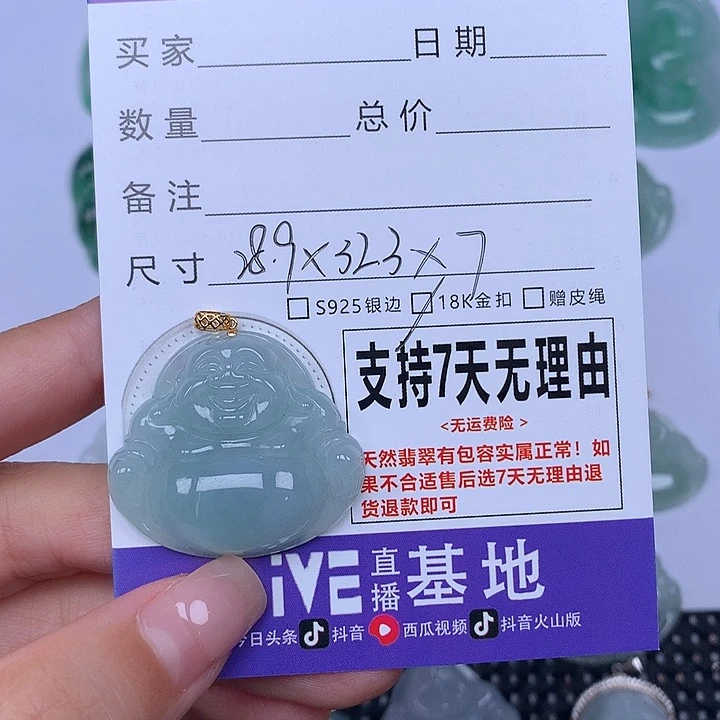 买家 日期
数量 总价
备注
尺寸 28.9×32.3×7
S925银边 18K金扣 赠皮绳
支持7天无理由
<无运费险>
天然翡翠有包容实属正常！如
果不合适售后选7天无理由退
货退款即可
iVE 直播 基地
今日头条 抖音 西瓜视频 抖音火山版